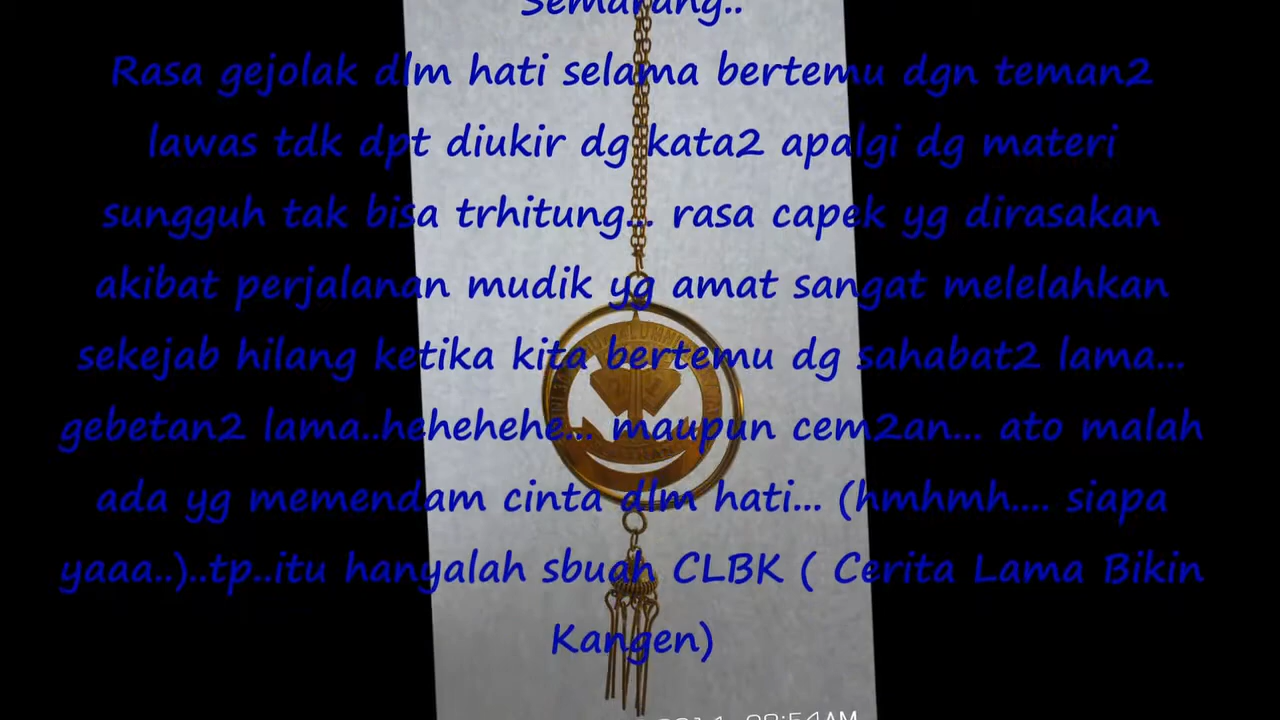 Semarang..
Rasa gejolak dlm hati selama bertemu dgn teman2
lawas tdk dpt diukir dg kata2 apalgi dg materi
sungguh tak bisa trhitung... rasa capek yg dirasakan
akibat perjalanan mudik yg amat sangat melelahkan
sekejab hilang ketika kita bertemu dg sahabat2 lama...
gebetan2 lama..hehehehe... maupun cem2an... ato malah
ada yg memendam cinta dlm hati... (hmhmh.... siapa
yaaa..)..tp..itu hanyalah sbuah CLBK ( Cerita Lama Bikin
Kangen)